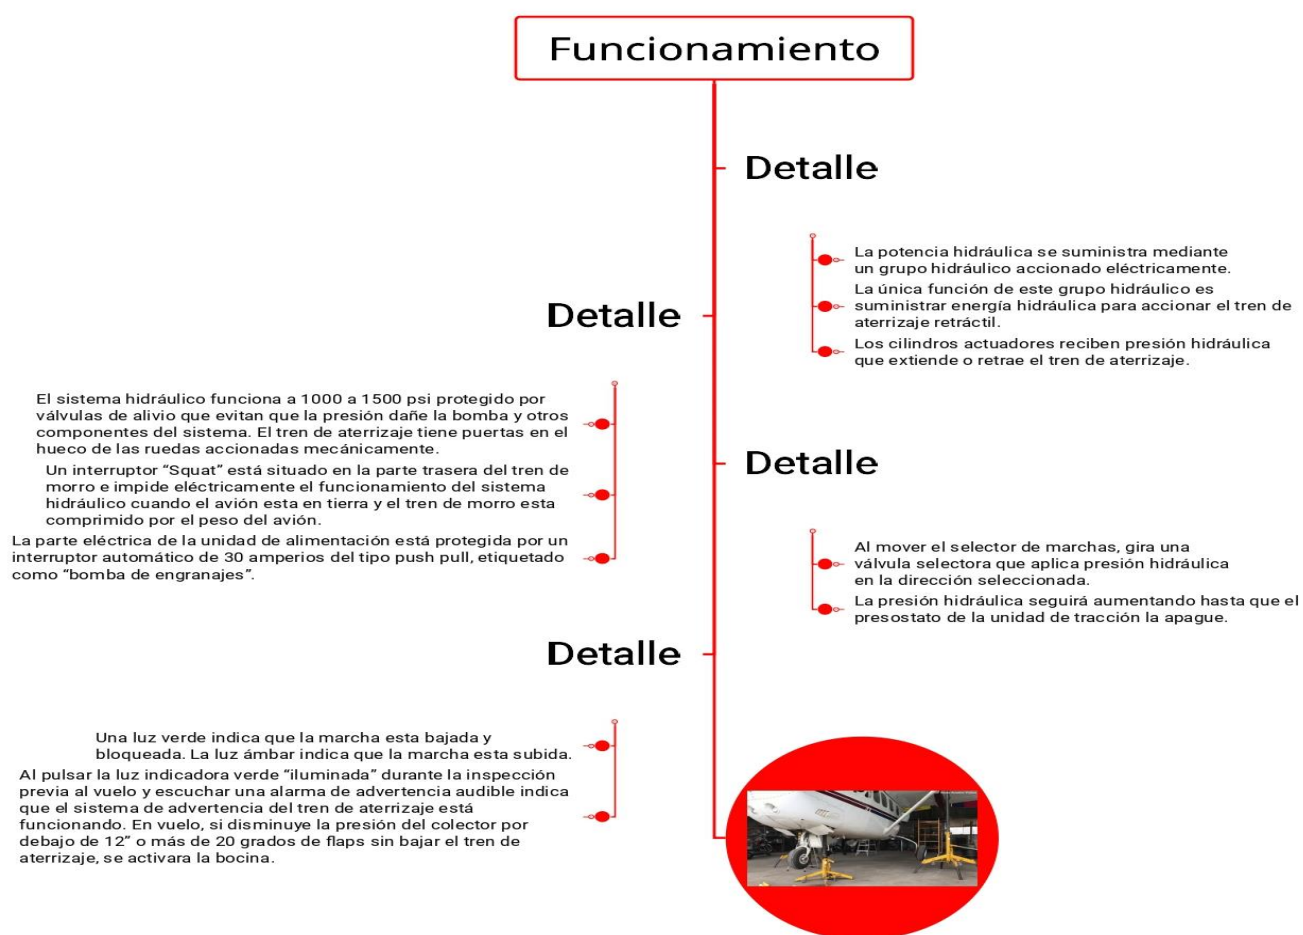 Funcionamiento
Detalle
La potencia hidráulica se suministra mediante
un grupo hidráulico accionado eléctricamente.
La única función de este grupo hidráulico es
suministrar energía hidráulica para accionar el tren de
aterrizaje retráctil.
Los cilindros actuadores reciben presión hidráulica
que extiende o retrae el tren de aterrizaje.
Detalle
El sistema hidráulico funciona a 1000 a 1500 psi protegido por
válvulas de alivio que evitan que la presión dañe la bomba y otros
componentes del sistema. El tren de aterrizaje tiene puertas en el
hueco de las ruedas accionadas mecánicamente.
Un interruptor “Squat” está situado en la parte trasera del tren de
morro e impide eléctricamente el funcionamiento del sistema
hidráulico cuando el avión esta en tierra y el tren de morro esta
comprimido por el peso del avión.
La parte eléctrica de la unidad de alimentación está protegida por un
interruptor automático de 30 amperios del tipo push pull, etiquetado
como “bomba de engranajes”.
Detalle
Al mover el selector de marchas, gira una
válvula selectora que aplica presión hidráulica
en la dirección seleccionada.
La presión hidráulica seguirá aumentando hasta que el
presostato de la unidad de tracción la apague.
Detalle
Una luz verde indica que la marcha esta bajada y
bloqueada. La luz ámbar indica que la marcha esta subida.
Al pulsar la luz indicadora verde “iluminada” durante la inspección
previa al vuelo y escuchar una alarma de advertencia audible indica
que el sistema de advertencia del tren de aterrizaje está
funcionando. En vuelo, si disminuye la presión del colector por
debajo de 12” o más de 20 grados de flaps sin bajar el tren de
aterrizaje, se activara la bocina.